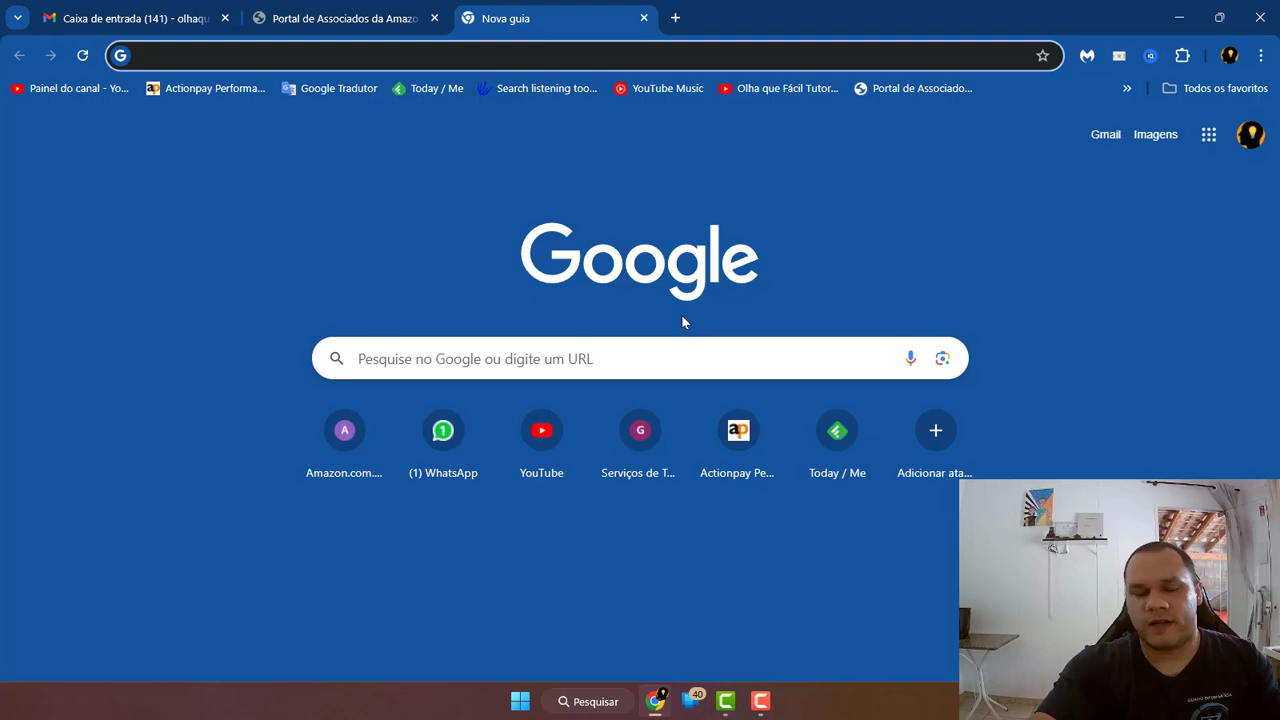 Caixa de entrada (141) - olhaqu
Portal de Associados da Amazo
Nova guia
Painel do canal - Yo...
Actionpay Performa...
Google Tradutor
Today / Me
Search listening too...
YouTube Music
Olha que Fácil Tutor...
Portal de Associado...
»
Todos os favoritos
Gmail
Imagens
Google
Pesquise no Google ou digite um URL
A
1
G
ap
Amazon.com....
(1) WhatsApp
YouTube
Serviços de T...
Actionpay Pe...
Today / Me
Adicionar ata...
Pesquisar
40